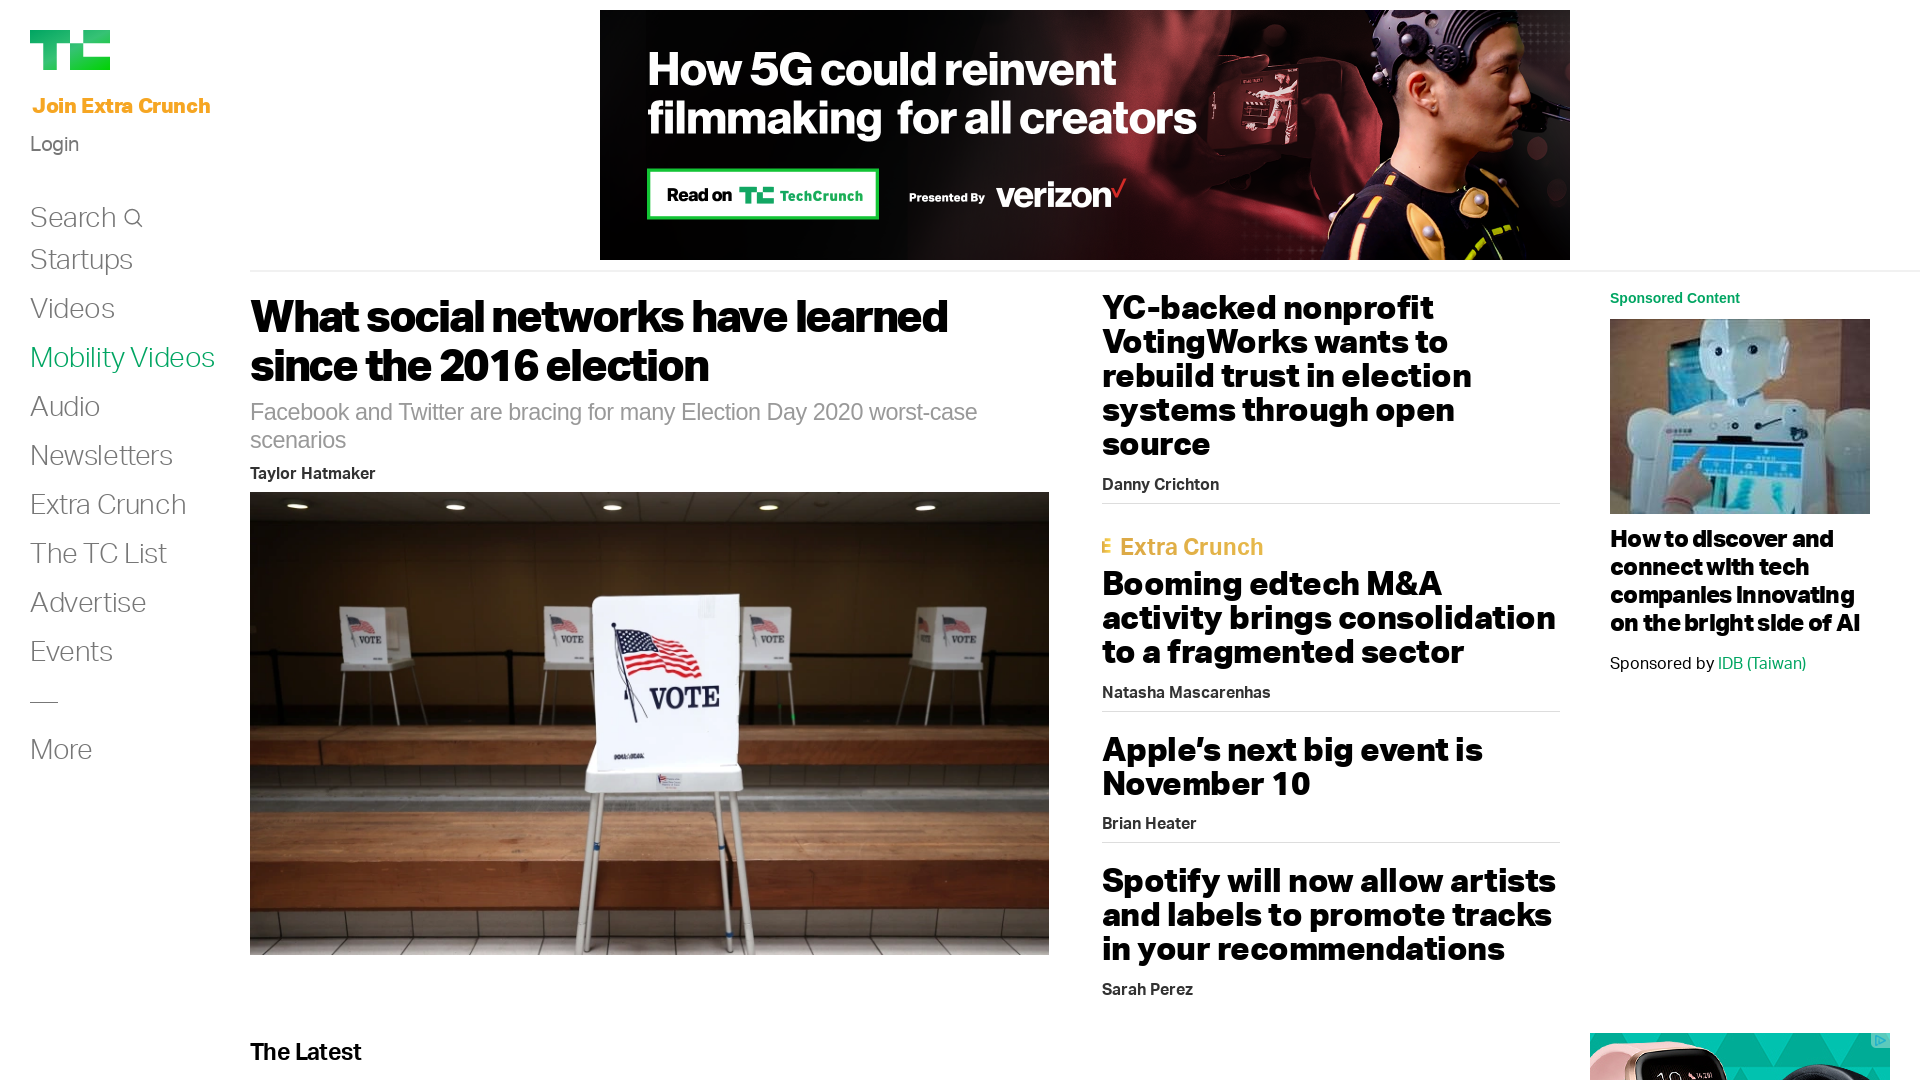 TC
Join Extra Crunch
Login
Search
Startups
Videos
Mobility Videos
Audio
Newsletters
Extra Crunch
The TC List
Advertise
Events
More
How 5G could reinvent
filmmaking for all creators
Read on TC TechCrunch
Presented By verizon
What social networks have learned
since the 2016 election
Facebook and Twitter are bracing for many Election Day 2020 worst-case
scenarios
Taylor Hatmaker
VOTE
VOTE
VOTE
VOTE
VOTE
YC-backed nonprofit
VotingWorks wants to
rebuild trust in election
systems through open
source
Danny Crichton
Extra Crunch
Booming edtech M&A
activity brings consolidation
to a fragmented sector
Natasha Mascarenhas
Apple’s next big event is
November 10
Brian Heater
Spotify will now allow artists
and labels to promote tracks
in your recommendations
Sarah Perez
Sponsored Content
How to discover and
connect with tech
companies innovating
on the bright side of AI
Sponsored by IDB (Taiwan)
The Latest